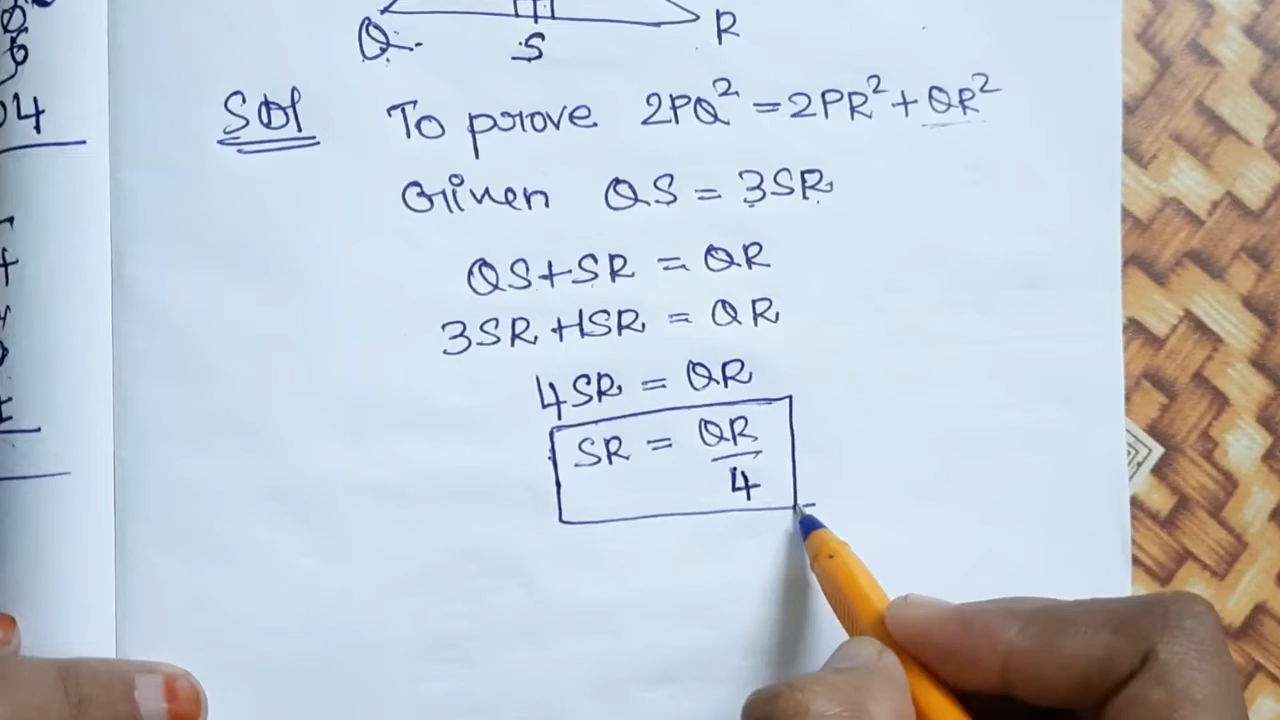 Q S R
Sol To prove 2PQ² = 2PR² + QR²
Given QS = 3SR
QS + SR = QR
3SR + 1SR = QR
4SR = QR
SR = QR/4
04